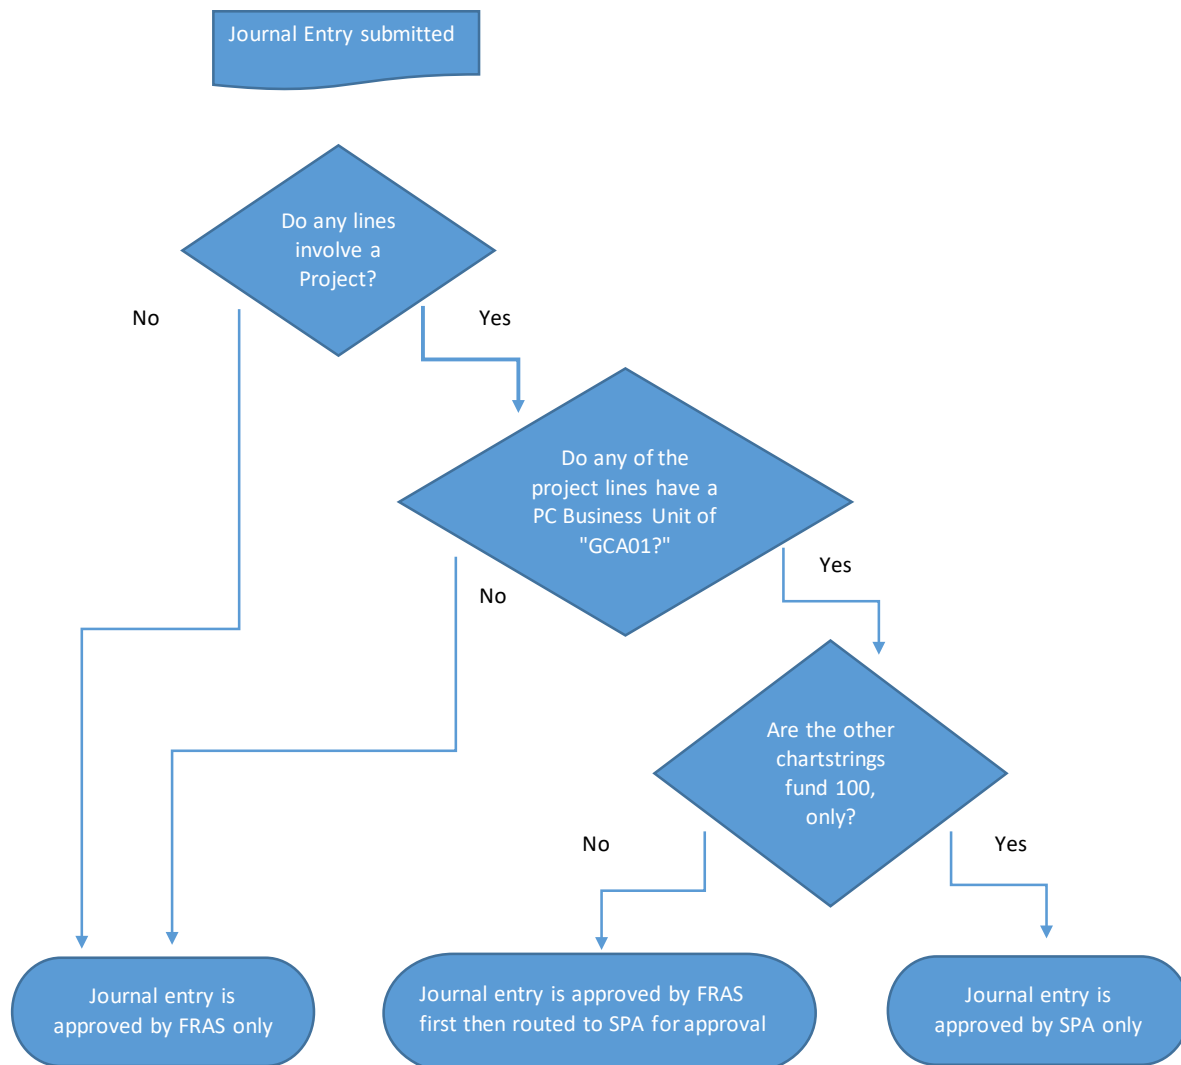 Journal Entry submitted
Do any lines
involve a
Project?
No
Yes
Do any of the
project lines have a
PC Business Unit of
"GCA01?"
No
Yes
Are the other
chartstrings
fund 100,
only?
No
Yes
Journal entry is
approved by FRAS only
Journal entry is approved by FRAS
first then routed to SPA for approval
Journal entry is
approved by SPA only